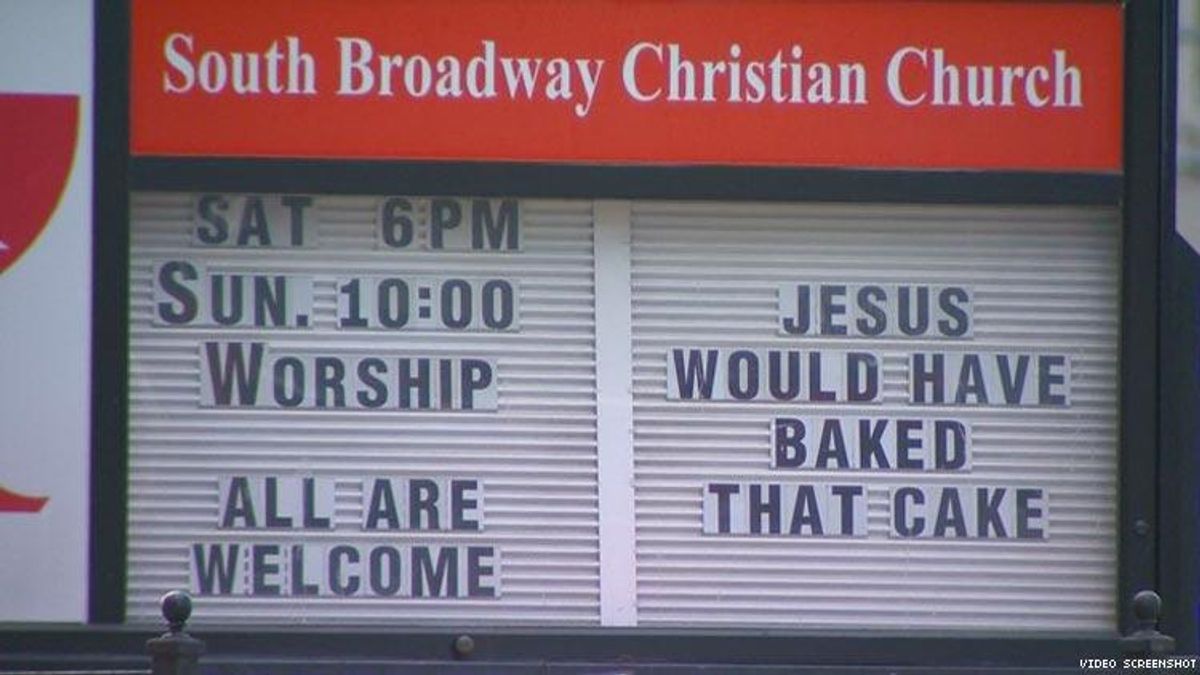 South Broadway Christian Church
SAT 6PM
SUN. 10:00
WORSHIP
ALL ARE
WELCOME
JESUS
WOULD HAVE
BAKED
THAT CAKE
VIDEO SCREENSHOT